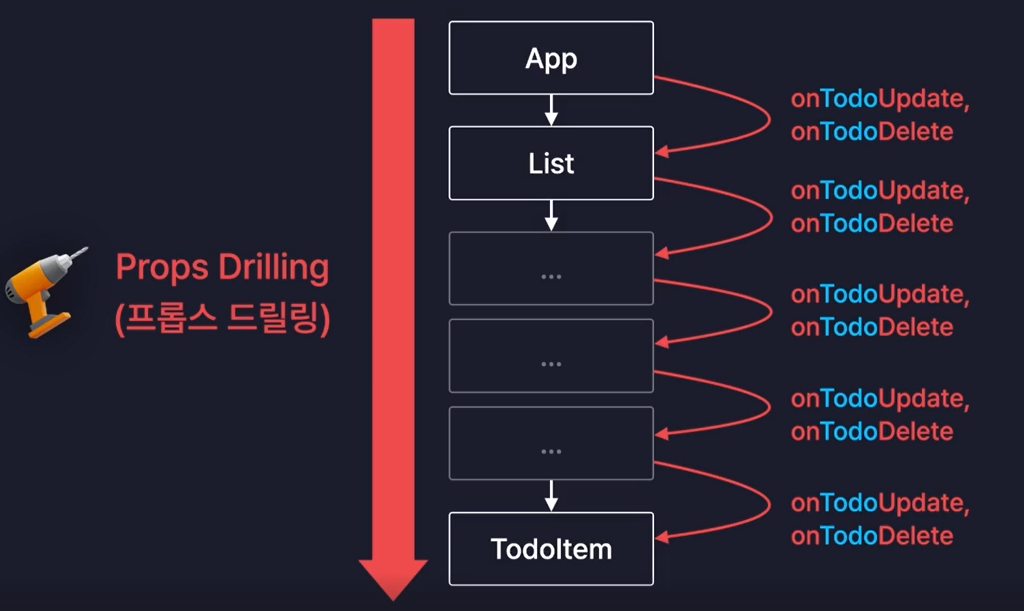 App
onTodoUpdate,
onTodoDelete
List
onTodoUpdate,
onTodoDelete
Props Drilling
(프롭스 드릴링)
...
onTodoUpdate,
onTodoDelete
...
onTodoUpdate,
onTodoDelete
...
onTodoUpdate,
onTodoDelete
TodoItem